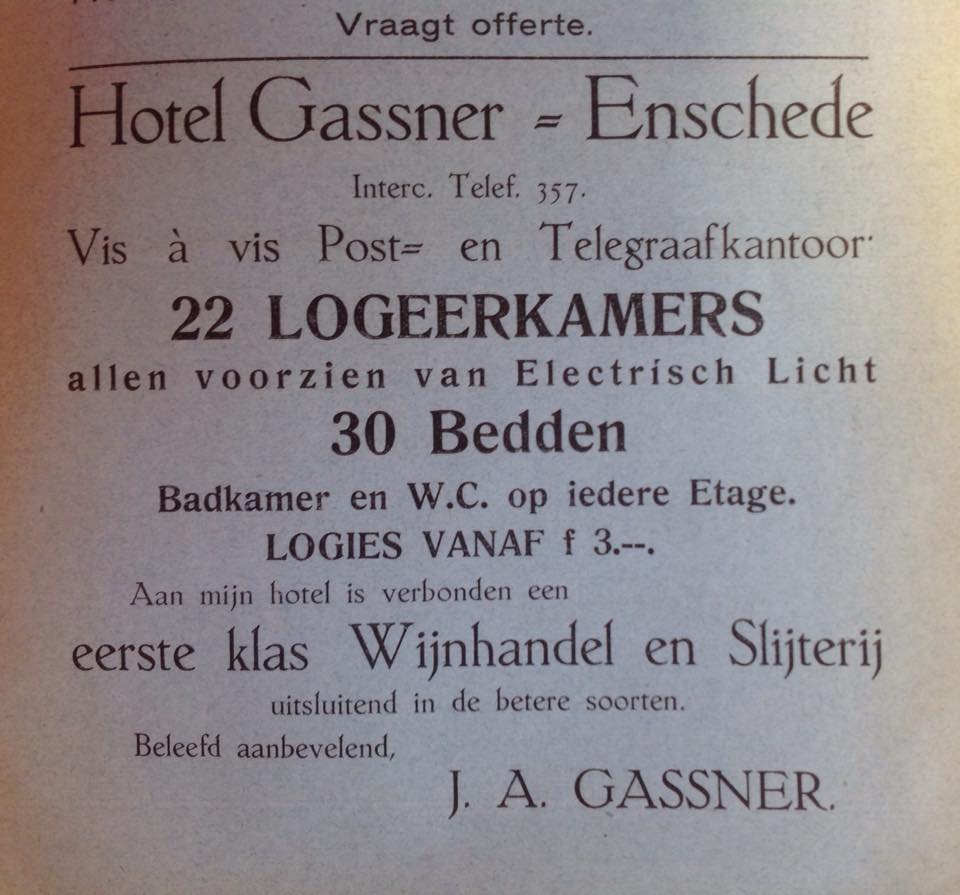 Vraagt offerte.
Hotel Gassner = Enschede
Interc. Telef. 357.
Vis à vis Post= en Telegraafkantoor
22 LOGEERKAMERS
allen voorzien van Electrisch Licht
30 Bedden
Badkamer en W.C. op iedere Etage.
LOGIES VANAF f 3.--.
Aan mijn hotel is verbonden een
eerste klas Wijnhandel en Slijterij
uitsluitend in de betere soorten.
Beleefd aanbevelend,
J. A. GASSNER.